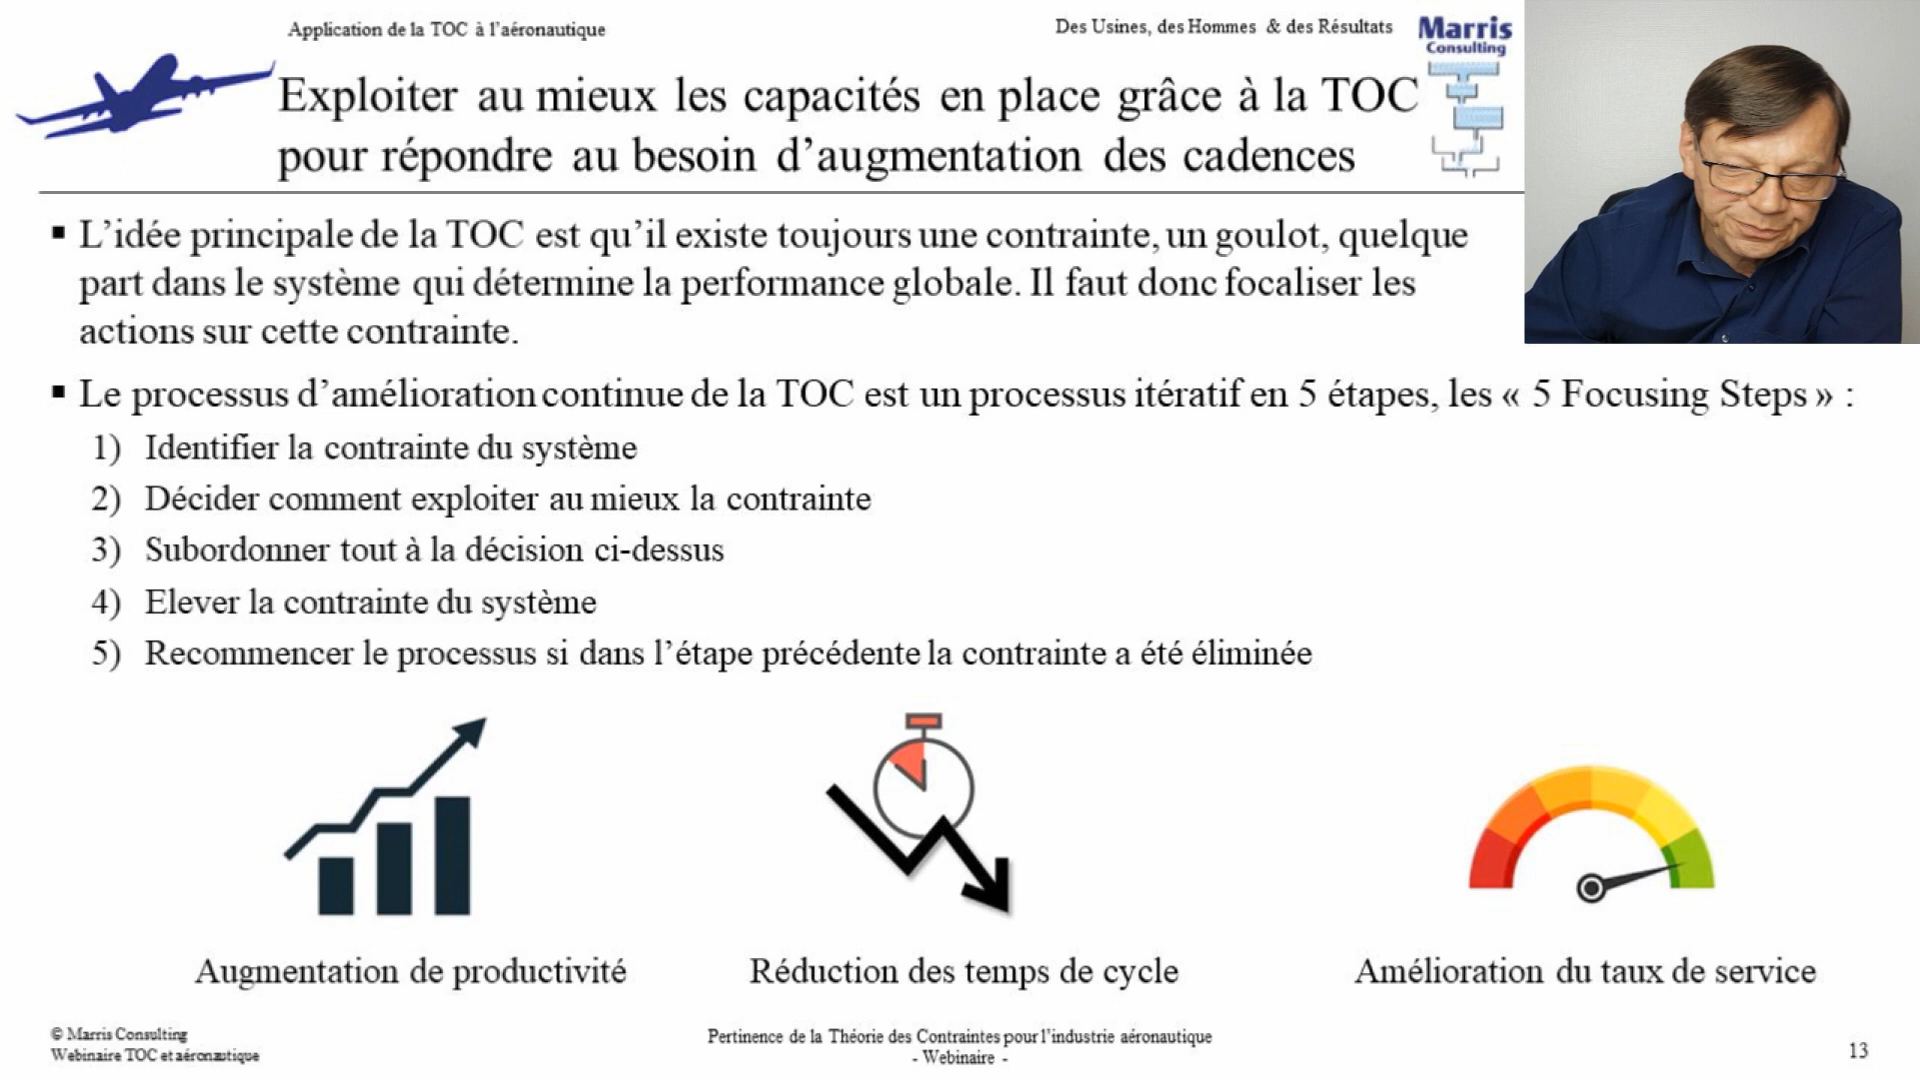 Application de la TOC à l'aéronautique
Des Usines, des Hommes & des Résultats
Marris
Consulting
Exploiter au mieux les capacités en place grâce à la TOC
pour répondre au besoin d'augmentation des cadences
▪ L'idée principale de la TOC est qu'il existe toujours une contrainte, un goulot, quelque
part dans le système qui détermine la performance globale. Il faut donc focaliser les
actions sur cette contrainte.
▪ Le processus d'amélioration continue de la TOC est un processus itératif en 5 étapes, les « 5 Focusing Steps » :
1) Identifier la contrainte du système
2) Décider comment exploiter au mieux la contrainte
3) Subordonner tout à la décision ci-dessus
4) Elever la contrainte du système
5) Recommencer le processus si dans l'étape précédente la contrainte a été éliminée
Augmentation de productivité
Réduction des temps de cycle
Amélioration du taux de service
© Marris Consulting
Webinaire TOC et aéronautique
Pertinence de la Théorie des Contraintes pour l'industrie aéronautique
- Webinaire -
13